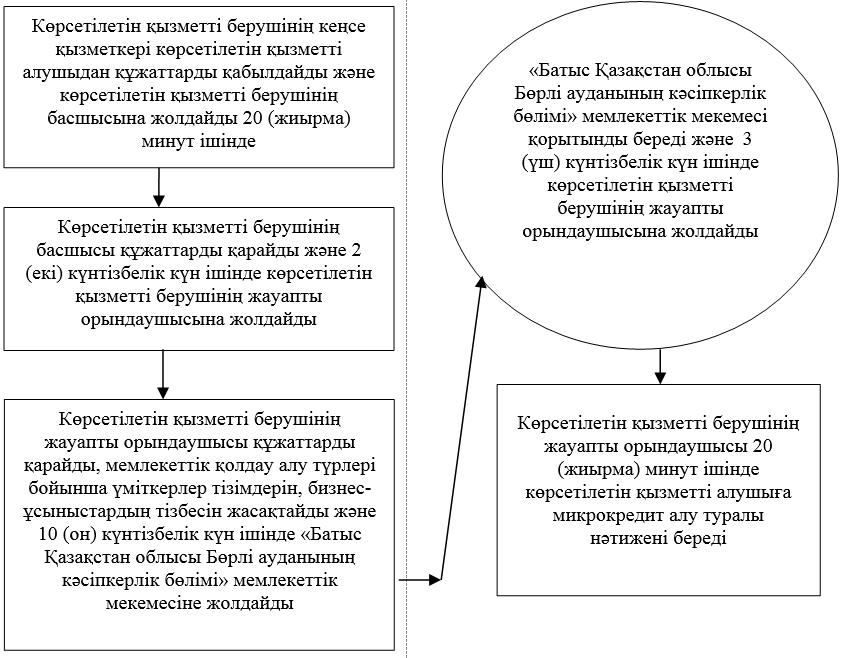 Көрсетілетін қызметті берушінің кеңсе
қызметкері көрсетілетін қызметті
алушыдан құжаттарды қабылдайды және
көрсетілетін қызметті берушінің
басшысына жолдайды 20 (жиырма)
минут ішінде
Көрсетілетін қызметті берушінің
басшысы құжаттарды қарайды және 2
(екі) күнтізбелік күн ішінде көрсетілетін
қызметті берушінің жауапты
орындаушысына жолдайды
Көрсетілетін қызметті берушінің
жауапты орындаушысы құжаттарды
қарайды, мемлекеттік қолдау алу түрлері
бойынша үміткерлер тізімдерін, бизнес-
ұсыныстардың тізбесін жасақтайды және
10 (он) күнтізбелік күн ішінде «Батыс
Қазақстан облысы Бөрлі ауданының
кәсіпкерлік бөлімі» мемлекеттік
мекемесіне жолдайды
«Батыс Қазақстан облысы
Бөрлі ауданының кәсіпкерлік
бөлімі» мемлекеттік мекемесі
қорытынды береді және 3
(үш) күнтізбелік күн ішінде
көрсетілетін қызметті
берушінің жауапты
орындаушысына жолдайды
Көрсетілетін қызметті берушінің
жауапты орындаушысы 20
(жиырма) минут ішінде
көрсетілетін қызметті алушыға
микрокредит алу туралы
нәтижені береді